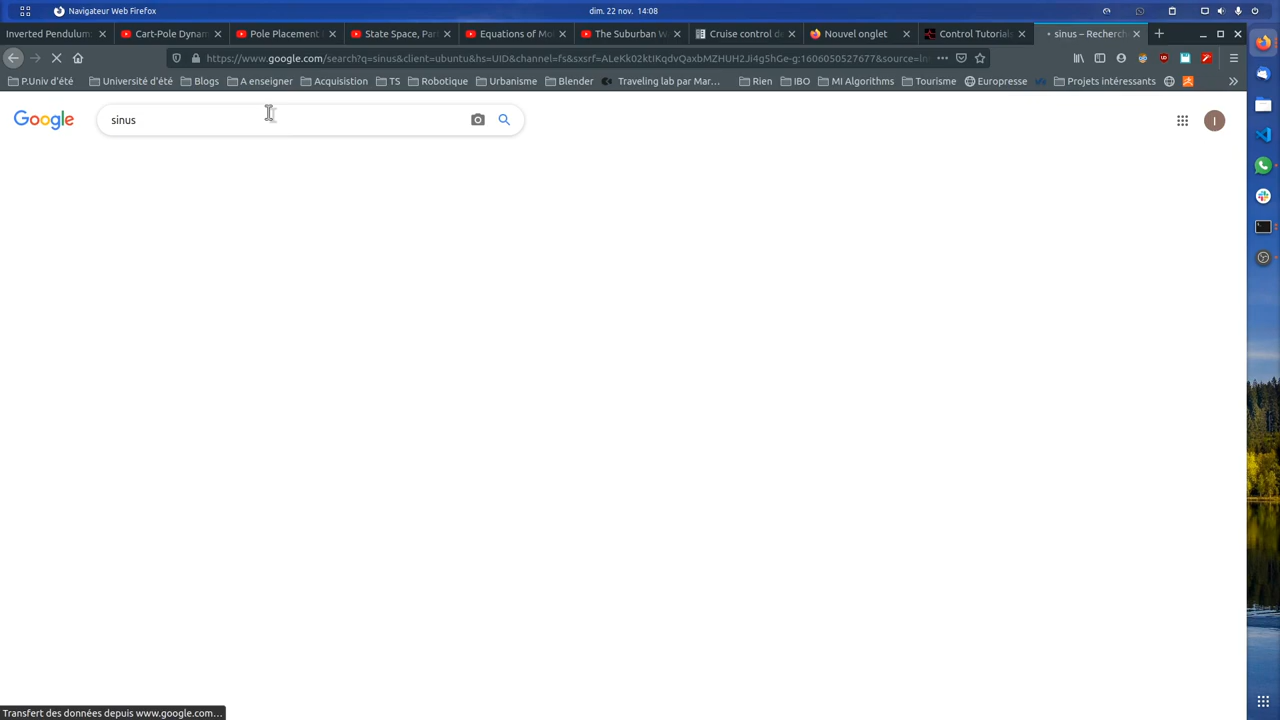 Navigateur Web Firefox
dim. 22 nov. 14:08
Inverted Pendulum: Cart-Pole Dynam Pole Placement State Space, Par Equations of Mo The Suburban W Cruise control de Nouvel onglet Control Tutorials sinus – Recherch
https://www.google.com/search?q=sinus&client=ubuntu&hs=UID&channel=fs&sxsrf=ALeKk02ktIKqdvQaxbMZHUH2Ji4g5hGe-g:1606050527677&source=ln
P.Univ d'été Université d'été Blogs A enseigner Acquisistion TS Robotique Urbanisme Blender Traveling lab par Mar… Rien IBO MI Algorithms Tourisme Europresse Projets intéressants
Google
sinus
I
Transfert des données depuis www.google.com…